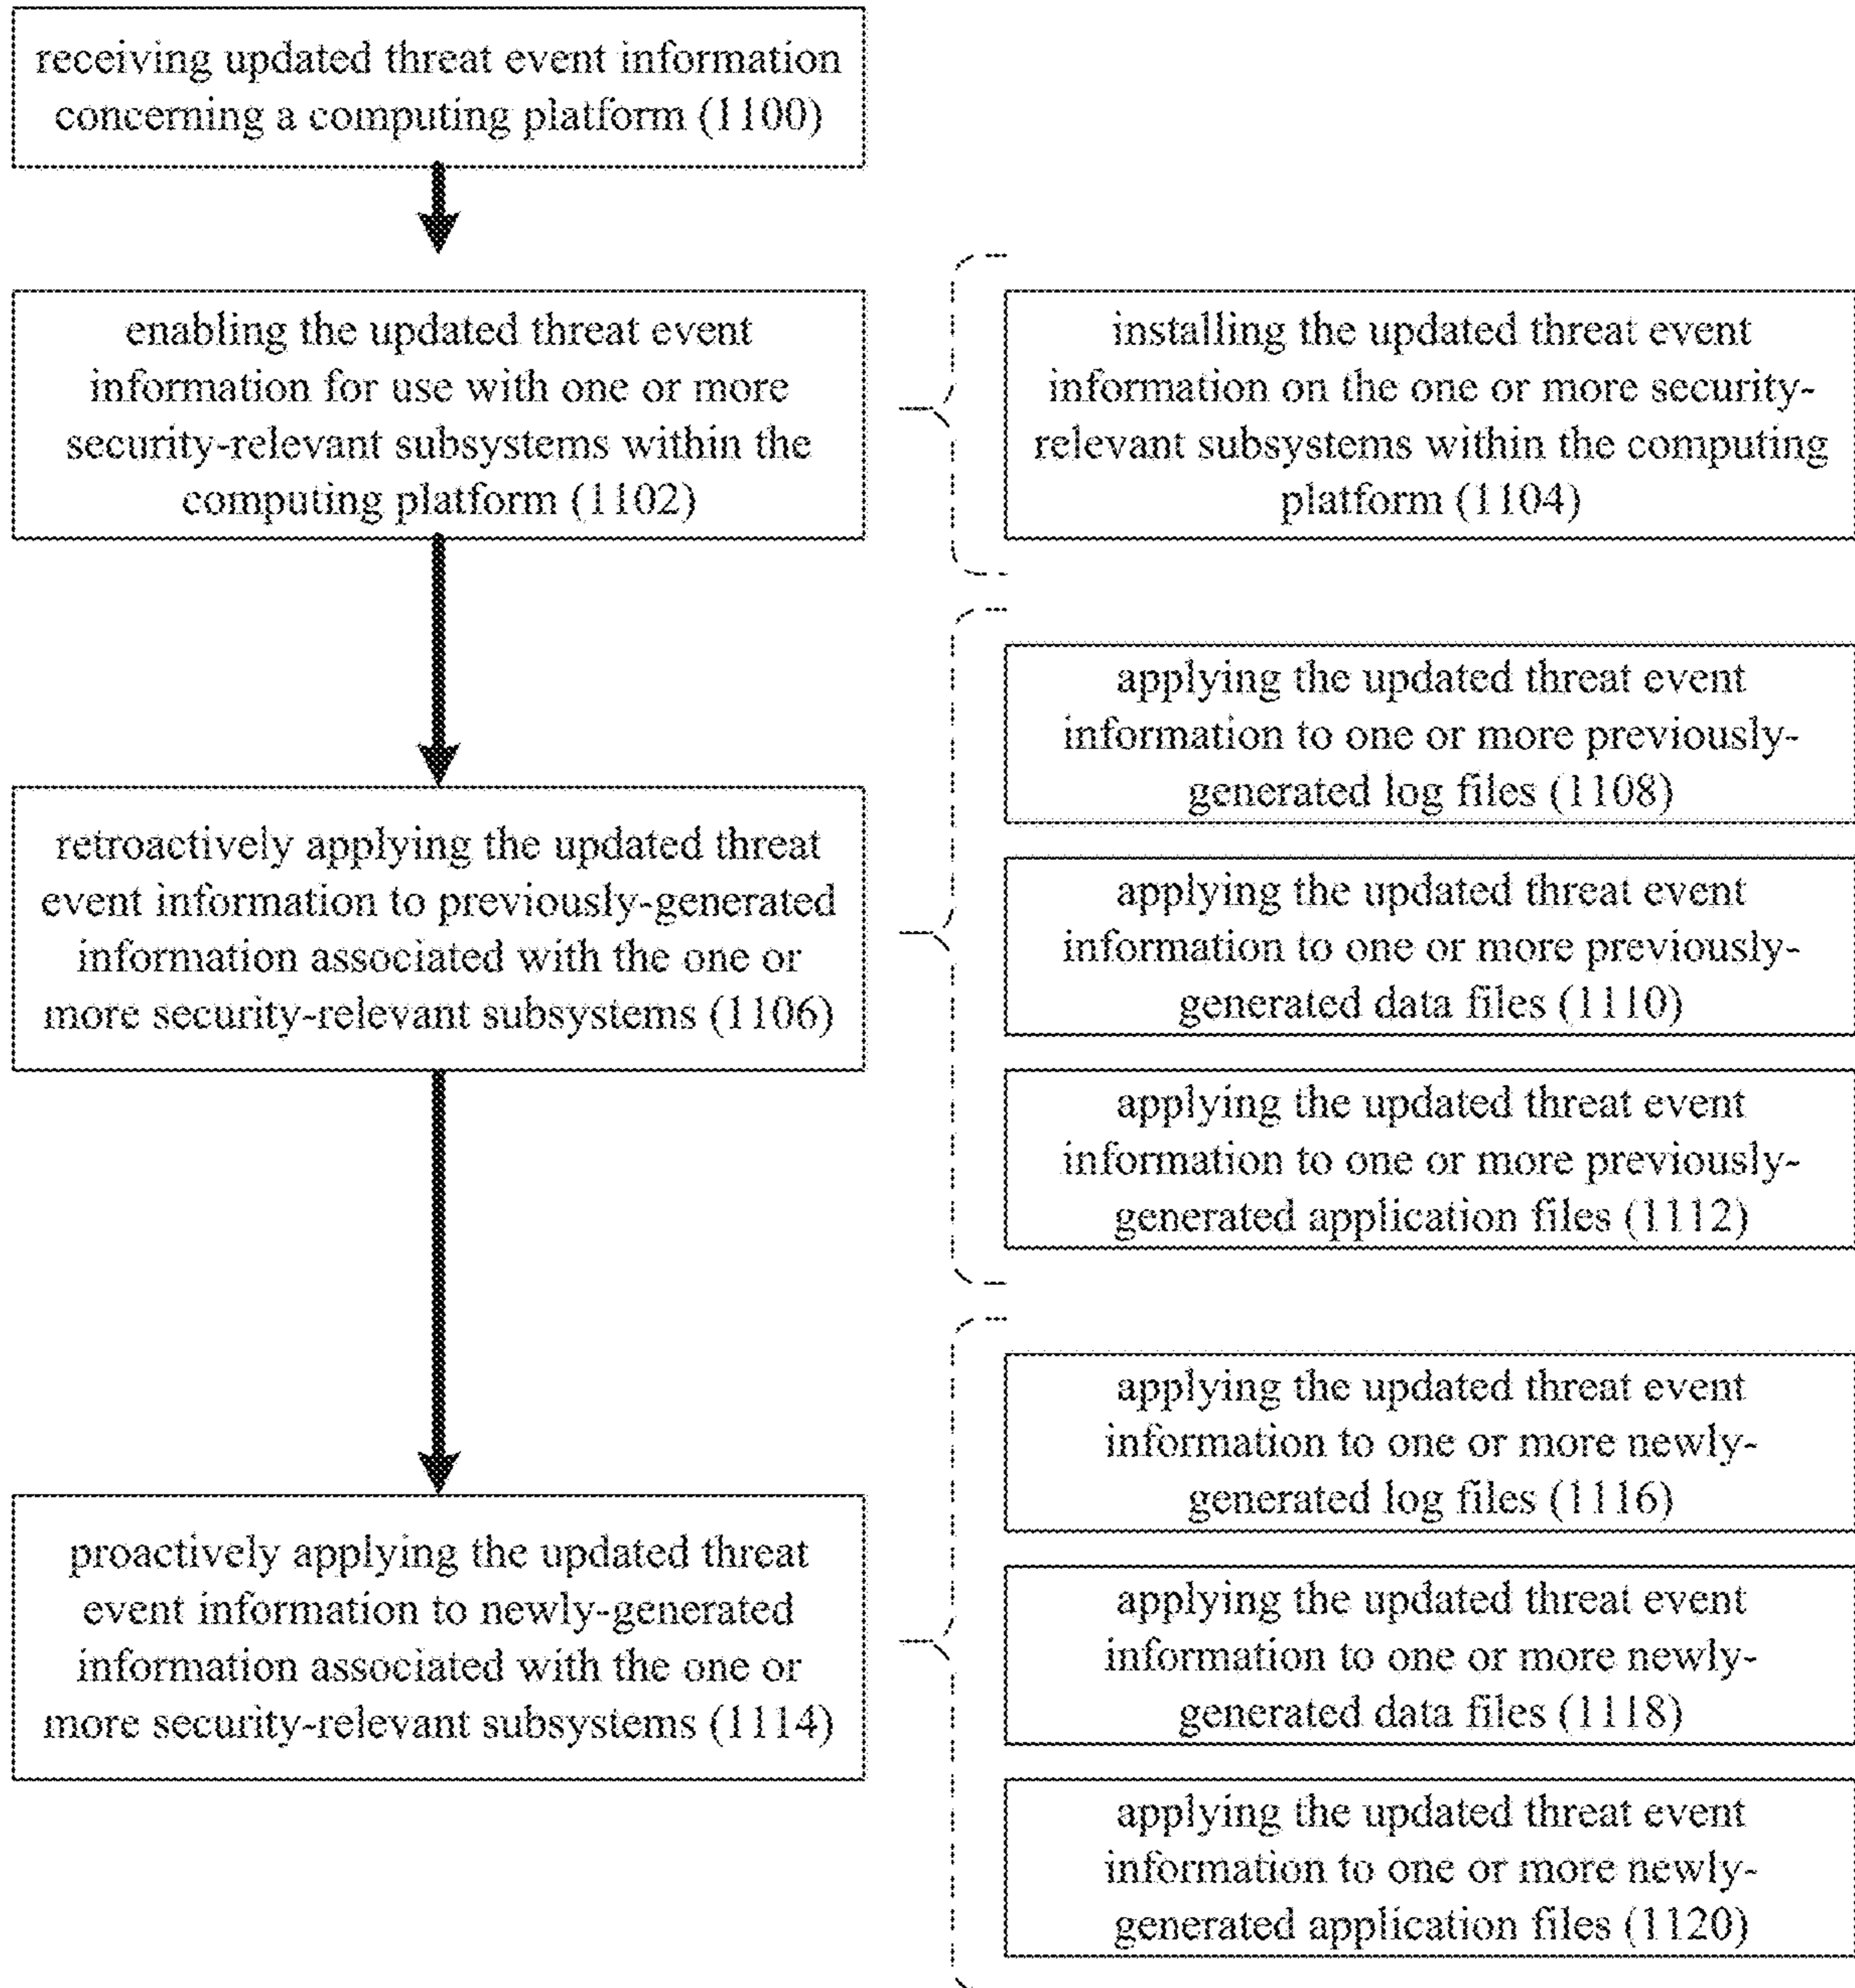 receiving updated threat event information
concerning a computing platform (1100)
enabling the updated threat event
information for use with one or more
security-relevant subsystems within the
computing platform (1102)
installing the updated threat event
information on the one or more security-
relevant subsystems within the computing
platform (1104)
retroactively applying the updated threat
event information to previously-generated
information associated with the one or
more security-relevant subsystems (1106)
applying the updated threat event
information to one or more previously-
generated log files (1108)
applying the updated threat event
information to one or more previously-
generated data files (1110)
applying the updated threat event
information to one or more previously-
generated application files (1112)
proactively applying the updated threat
event information to newly-generated
information associated with the one or
more security-relevant subsystems (1114)
applying the updated threat event
information to one or more newly-
generated log files (1116)
applying the updated threat event
information to one or more newly-
generated data files (1118)
applying the updated threat event
information to one or more newly-
generated application files (1120)